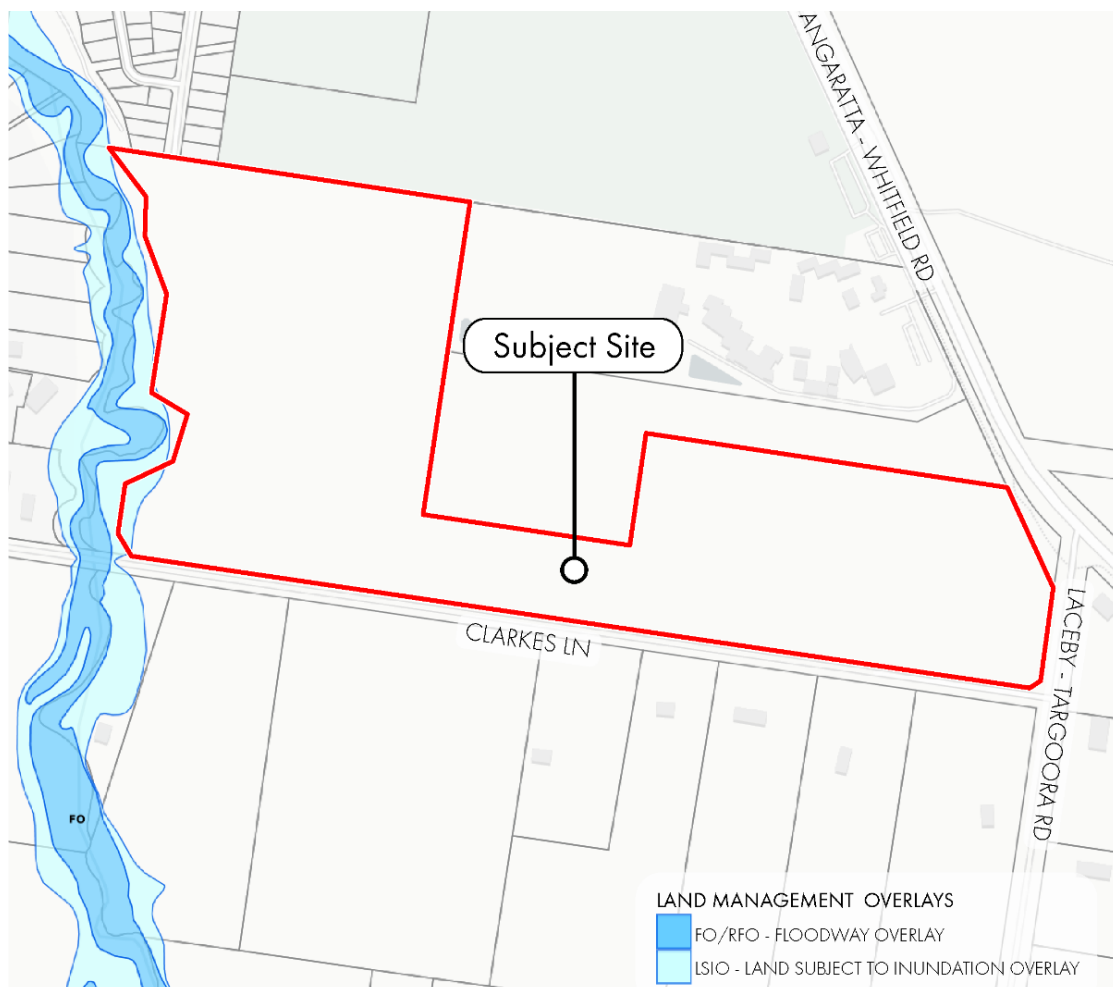 ANGARATTA - WHITFIELD RD
Subject Site
CLARKES LN
LACEBY - TARGOORA RD
FO
LAND MANAGEMENT OVERLAYS
FO/RFO - FLOODWAY OVERLAY
LSIO - LAND SUBJECT TO INUNDATION OVERLAY